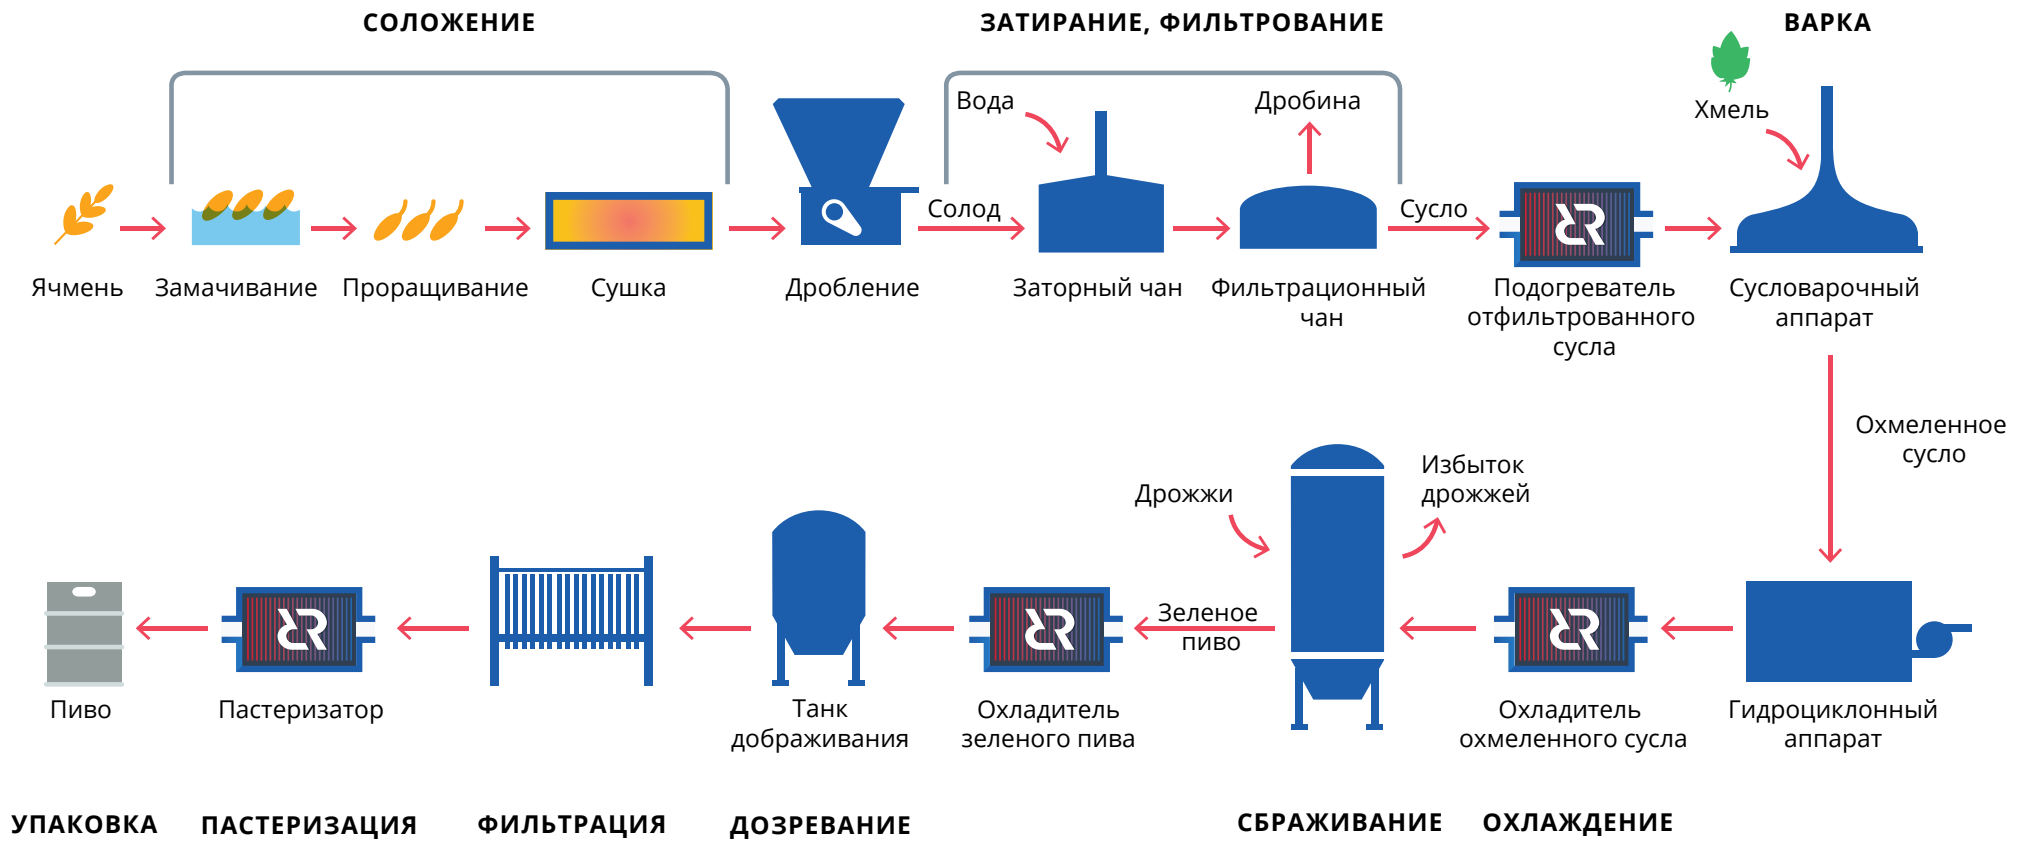 СОЛОЖЕНИЕ
ЗАТИРАНИЕ, ФИЛЬТРОВАНИЕ
ВАРКА
Вода
Дробина
Хмель
Солод
Сусло
Ячмень
Замачивание
Проращивание
Сушка
Дробление
Заторный чан
Фильтрационный
чан
Подогреватель
отфильтрованного
сусла
Сусловарочный
аппарат
Охмеленное
сусло
Дрожжи
Избыток
дрожжей
Зеленое
пиво
Пиво
Пастеризатор
Танк
дображивания
Охладитель
зеленого пива
Охладитель
охмеленного сусла
Гидроциклонный
аппарат
УПАКОВКА
ПАСТЕРИЗАЦИЯ
ФИЛЬТРАЦИЯ
ДОЗРЕВАНИЕ
СБРАЖИВАНИЕ
ОХЛАЖДЕНИЕ